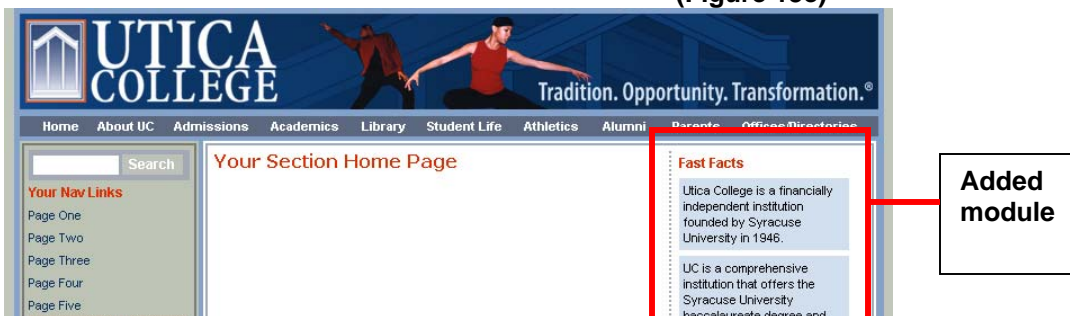 UTICA
COLLEGE
Tradition. Opportunity. Transformation.®
Home About UC Admissions Academics Library Student Life Athletics Alumni Parents Offices/Directories
Search
Your Nav Links
Page One
Page Two
Page Three
Page Four
Page Five
Your Section Home Page
Fast Facts
Utica College is a financially
independent institution
founded by Syracuse
University in 1946.
UC is a comprehensive
institution that offers the
Syracuse University
baccalaureate degree and
Added
module